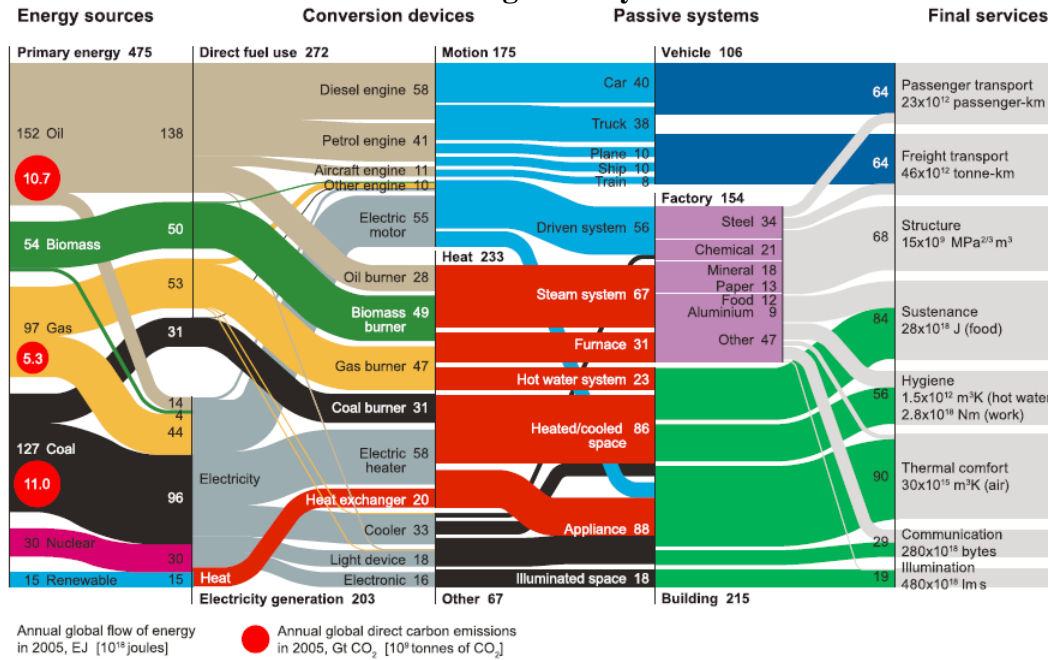 Energy sources
Conversion devices
Passive systems
Final services
Primary energy 475
Direct fuel use 272
Motion 175
Vehicle 106
152 Oil
138
10.7
54 Biomass
50
53
97 Gas
5.3
31
14
4
44
127 Coal
11.0
96
30 Nuclear
30
15 Renewable
15
Diesel engine 58
Petrol engine 41
Aircraft engine 11
Other engine 10
Electric
motor
55
Oil burner 28
Biomass
burner
49
Gas burner 47
Coal burner 31
Electricity
Electric
heater
58
Heat exchanger 20
Cooler 33
Light device 18
Heat
Electronic 16
Electricity generation 203
Car 40
Truck 38
Plane 10
Ship 10
Train 8
Driven system 56
Heat 233
Steam system 67
Furnace 31
Hot water system 23
Heated/cooled
space
86
Appliance 88
Illuminated space 18
Other 67
64
64
Factory 154
Steel 34
Chemical 21
Mineral 18
Paper 13
Food 12
Aluminium 9
Other 47
68
84
56
90
29
19
Building 215
Passenger transport
23x10¹² passenger-km
Freight transport
46x10¹² tonne-km
Structure
15x10⁹ MPa²ᐟ³ m³
Sustenance
28x10¹⁸ J (food)
Hygiene
1.5x10¹² m³K (hot water
2.8x10¹⁸ Nm (work)
Thermal comfort
30x10¹⁵ m³K (air)
Communication
280x10¹⁸ bytes
Illumination
480x10¹⁸ lm s
Annual global flow of energy
in 2005, EJ [10¹⁸ joules]
Annual global direct carbon emissions
in 2005, Gt CO₂ [10⁹ tonnes of CO₂]